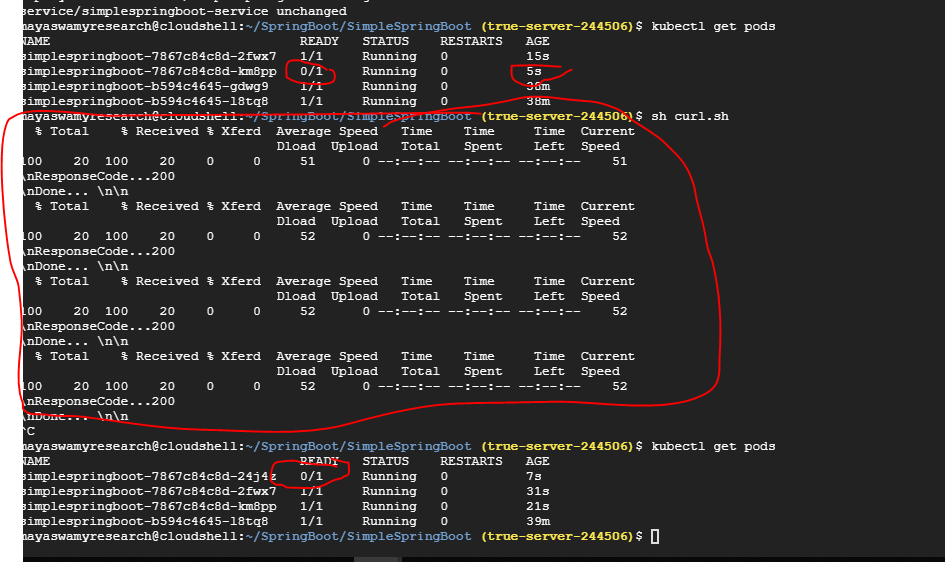 service/simplespringboot-service unchanged
mayaswamyresearch@cloudshell:~/SpringBoot/SimpleSpringBoot (true-server-244506)$ kubectl get pods
NAME READY STATUS RESTARTS AGE
simplespringboot-7867c84c8d-2fwx7 1/1 Running 0 15s
simplespringboot-7867c84c8d-km8pp 0/1 Running 0 5s
simplespringboot-b594c4645-gdwg9 1/1 Running 0 38m
simplespringboot-b594c4645-l8tq8 1/1 Running 0 38m
mayaswamyresearch@cloudshell:~/SpringBoot/SimpleSpringBoot (true-server-244506)$ sh curl.sh
% Total % Received % Xferd Average Speed Time Time Time Current
Dload Upload Total Spent Left Speed
100 20 100 20 0 0 51 0 --:--:-- --:--:-- --:--:-- 51
\nResponseCode...200
\nDone... \n\n
% Total % Received % Xferd Average Speed Time Time Time Current
Dload Upload Total Spent Left Speed
100 20 100 20 0 0 52 0 --:--:-- --:--:-- --:--:-- 52
\nResponseCode...200
\nDone... \n\n
% Total % Received % Xferd Average Speed Time Time Time Current
Dload Upload Total Spent Left Speed
100 20 100 20 0 0 52 0 --:--:-- --:--:-- --:--:-- 52
\nResponseCode...200
\nDone... \n\n
% Total % Received % Xferd Average Speed Time Time Time Current
Dload Upload Total Spent Left Speed
100 20 100 20 0 0 52 0 --:--:-- --:--:-- --:--:-- 52
\nResponseCode...200
\nDone... \n\n
^C
mayaswamyresearch@cloudshell:~/SpringBoot/SimpleSpringBoot (true-server-244506)$ kubectl get pods
NAME READY STATUS RESTARTS AGE
simplespringboot-7867c84c8d-24j4z 0/1 Running 0 7s
simplespringboot-7867c84c8d-2fwx7 1/1 Running 0 31s
simplespringboot-7867c84c8d-km8pp 1/1 Running 0 21s
simplespringboot-b594c4645-l8tq8 1/1 Running 0 39m
mayaswamyresearch@cloudshell:~/SpringBoot/SimpleSpringBoot (true-server-244506)$